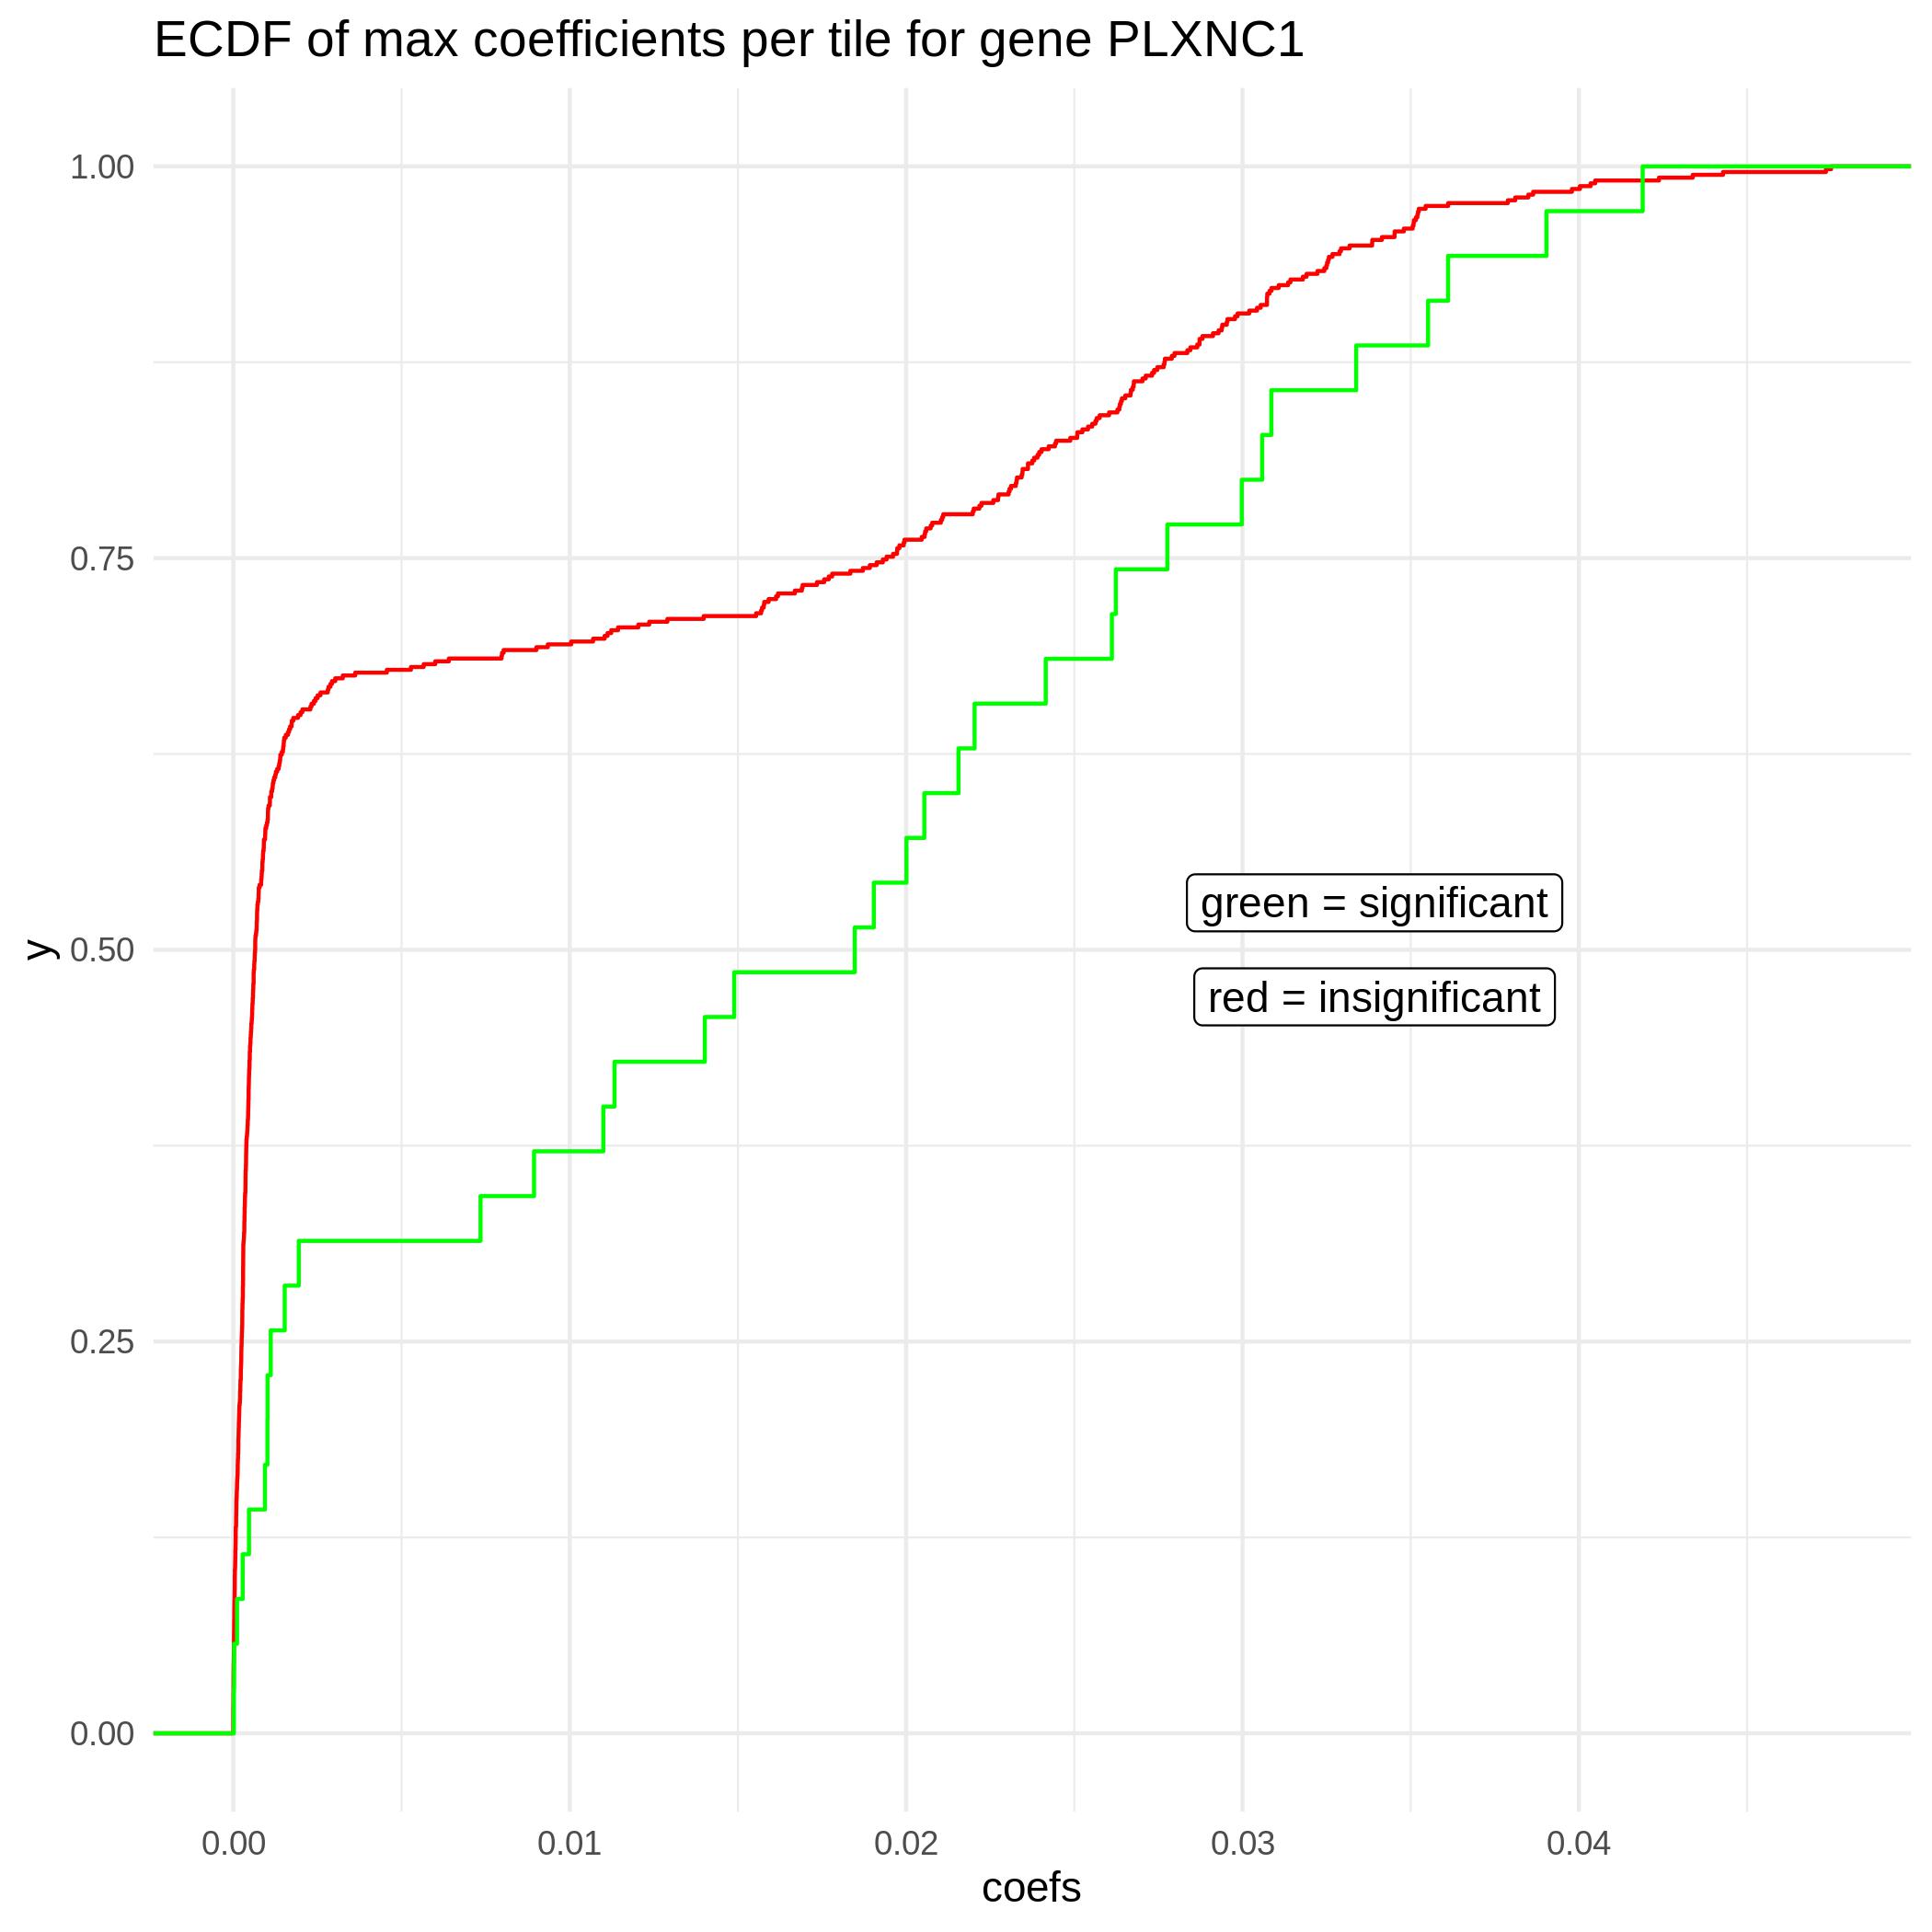 ECDF of max coefficients per tile for gene PLXNC1
1.00
0.75
0.50
0.25
0.00
y
green = significant
red = insignificant
0.00
0.01
0.02
0.03
0.04
coefs